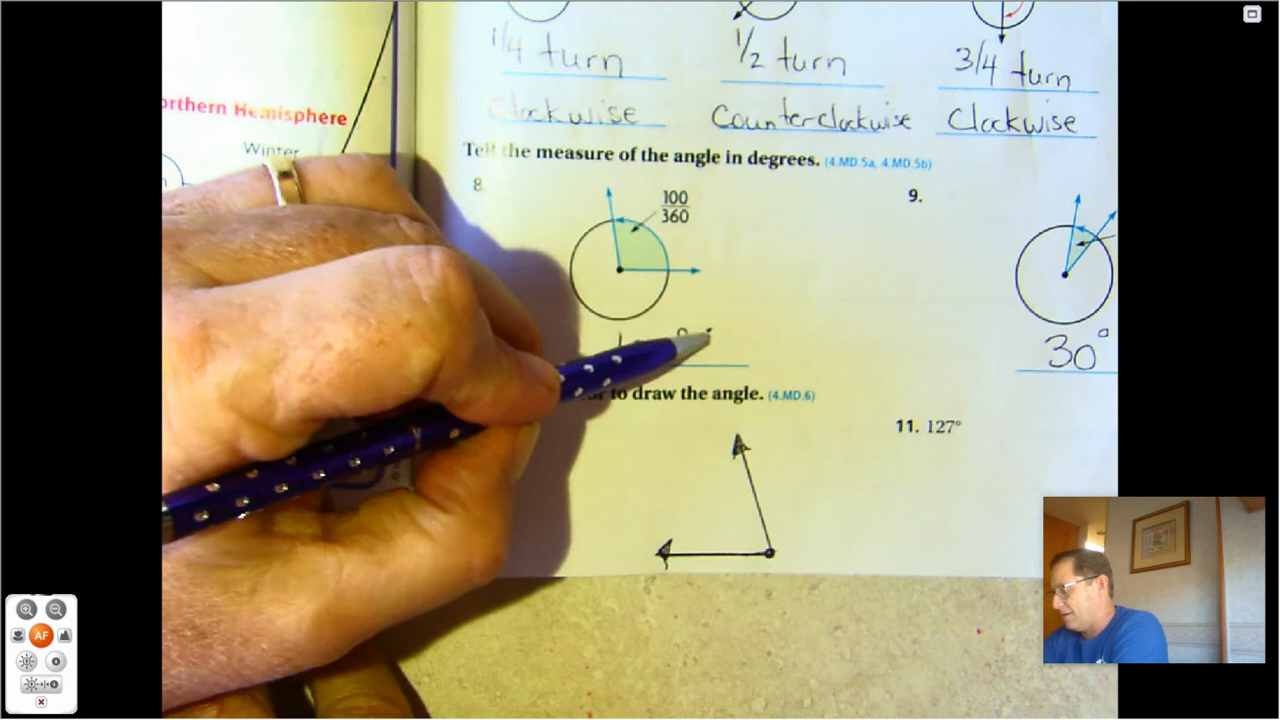 1/4 turn 1/2 turn 3/4 turn
Clockwise Counterclockwise Clockwise
orthern Hemisphere
Winter
Tell the measure of the angle in degrees. (4.MD.5a, 4.MD.5b)
8. 100/360 9.
30°
to draw the angle. (4.MD.6)
11. 127°
AF